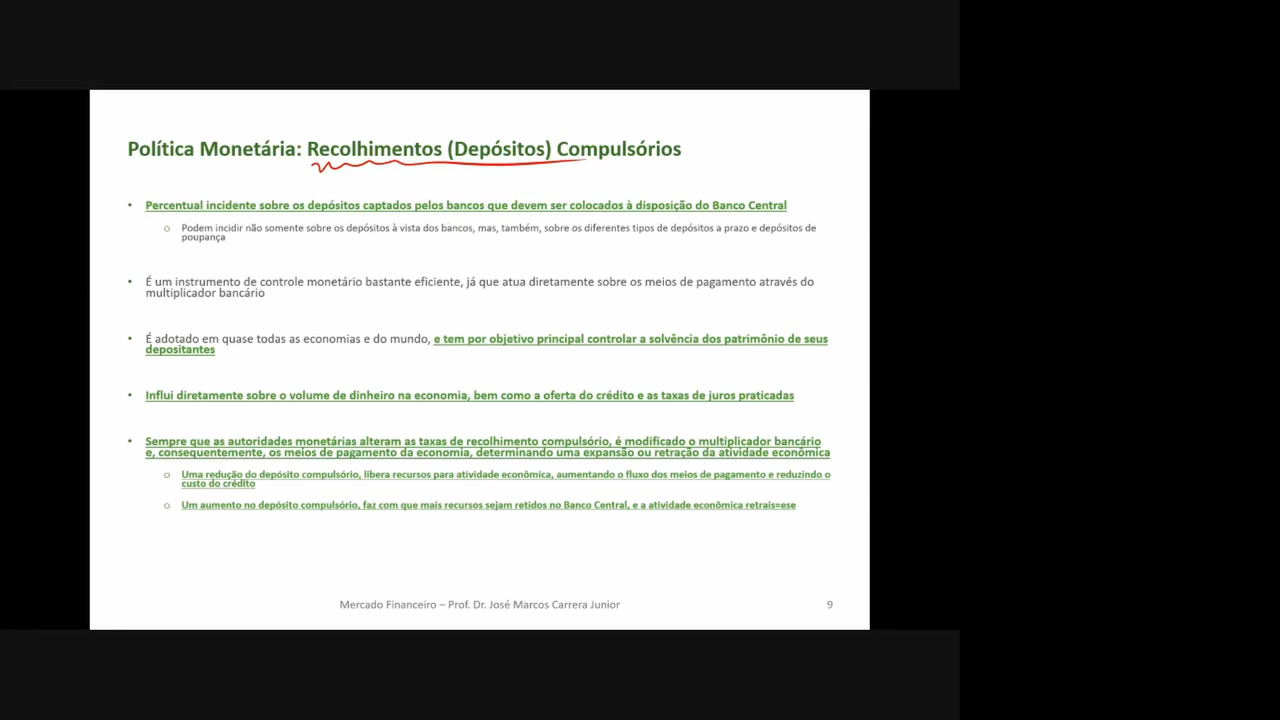 Política Monetária: Recolhimentos (Depósitos) Compulsórios
• Percentual incidente sobre os depósitos captados pelos bancos que devem ser colocados à disposição do Banco Central
o Podem incidir não somente sobre os depósitos à vista dos bancos, mas, também, sobre os diferentes tipos de depósitos a prazo e depósitos de
poupança
• É um instrumento de controle monetário bastante eficiente, já que atua diretamente sobre os meios de pagamento através do
multiplicador bancário
• É adotado em quase todas as economias e do mundo, e tem por objetivo principal controlar a solvência dos patrimônio de seus
depositantes
• Influi diretamente sobre o volume de dinheiro na economia, bem como a oferta do crédito e as taxas de juros praticadas
• Sempre que as autoridades monetárias alteram as taxas de recolhimento compulsório, é modificado o multiplicador bancário
e, consequentemente, os meios de pagamento da economia, determinando uma expansão ou retração da atividade econômica
o Uma redução do depósito compulsório, libera recursos para atividade econômica, aumentando o fluxo dos meios de pagamento e reduzindo o
custo do crédito
o Um aumento no depósito compulsório, faz com que mais recursos sejam retidos no Banco Central, e a atividade econômica retrais=ese
Mercado Financeiro – Prof. Dr. José Marcos Carrera Junior
9